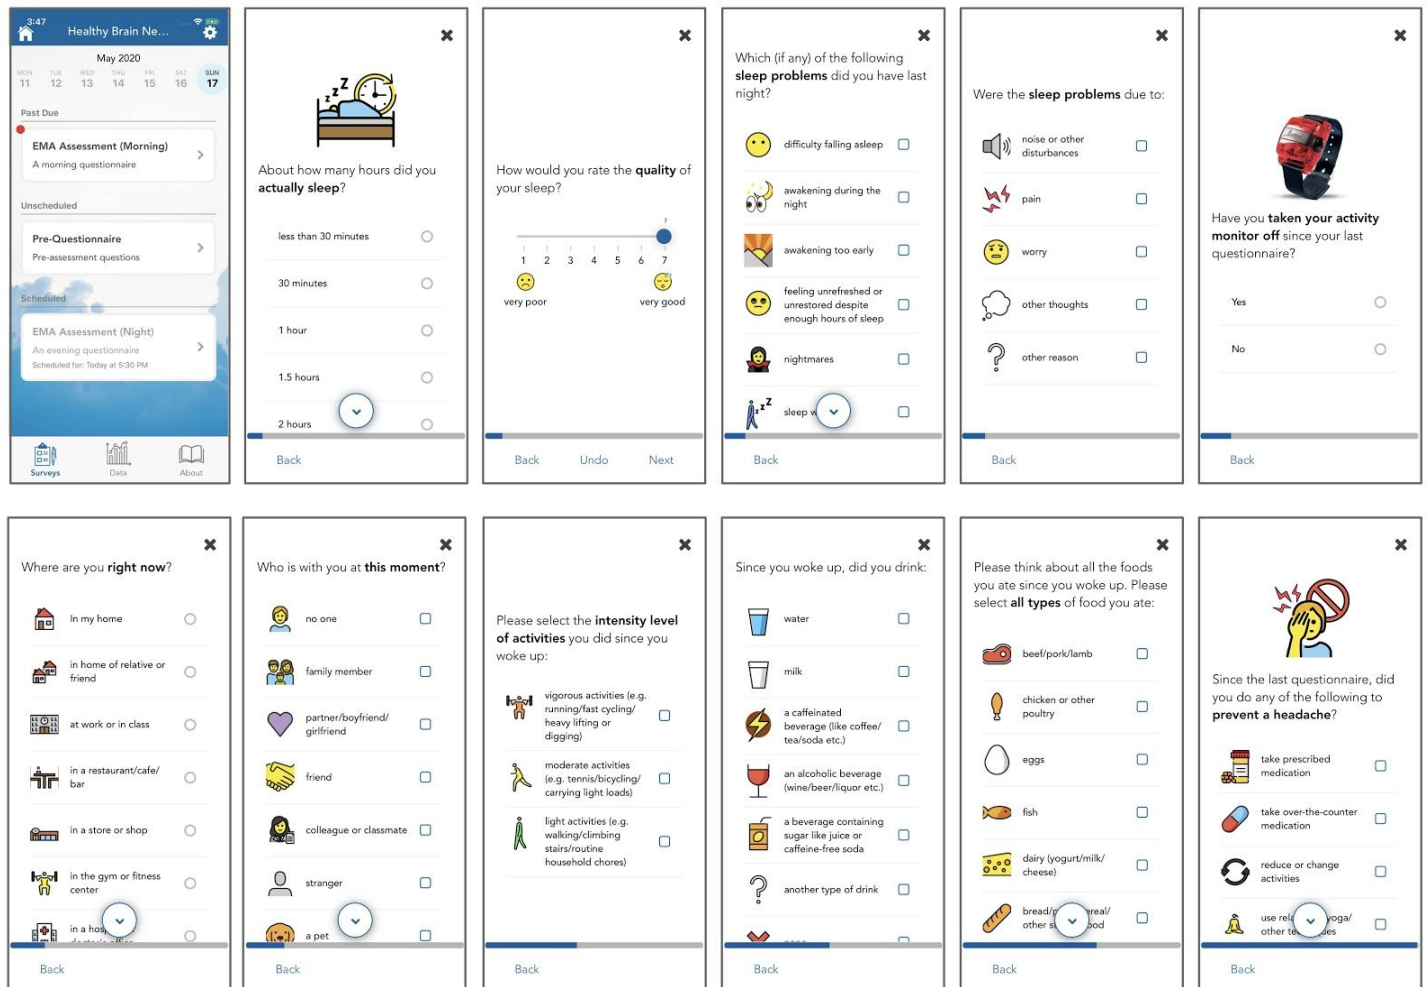 3:47
Healthy Brain Ne...
May 2020
MON TUE WED THU FRI SAT SUN
11 12 13 14 15 16 17
Past Due
EMA Assessment (Morning)
A morning questionnaire
Unscheduled
Pre-Questionnaire
Pre-assessment questions
Scheduled
EMA Assessment (Night)
An evening questionnaire
Scheduled for: Today at 5:30 PM
Surveys Data About
About how many hours did you
actually sleep?
less than 30 minutes
30 minutes
1 hour
1.5 hours
2 hours
Back
How would you rate the quality of
your sleep?
7
1 2 3 4 5 6 7
very poor very good
Back Undo Next
Which (if any) of the following
sleep problems did you have last
night?
difficulty falling asleep
awakening during the
night
awakening too early
feeling unrefreshed or
unrestored despite
enough hours of sleep
nightmares
sleep
Back
Were the sleep problems due to:
noise or other
disturbances
pain
worry
other thoughts
other reason
Back
Have you taken your activity
monitor off since your last
questionnaire?
Yes
No
Back
Where are you right now?
In my home
in home of relative or
friend
at work or in class
in a restaurant/cafe/
bar
in a store or shop
in the gym or fitness
center
in a
Back
Who is with you at this moment?
no one
family member
partner/boyfriend/
girlfriend
friend
colleague or classmate
stranger
a pet
Back
Please select the intensity level
of activities you did since you
woke up:
vigorous activities (e.g.
running/fast cycling/
heavy lifting or
digging)
moderate activities
(e.g. tennis/bicycling/
carrying light loads)
light activities (e.g.
walking/climbing
stairs/routine
household chores)
Back
Since you woke up, did you drink:
water
milk
a caffeinated
beverage (like coffee/
tea/soda etc.)
an alcoholic beverage
(wine/beer/liquor etc.)
a beverage containing
sugar like juice or
caffeine-free soda
another type of drink
Back
Please think about all the foods
you ate since you woke up. Please
select all types of food you ate:
beef/pork/lamb
chicken or other
poultry
eggs
fish
dairy (yogurt/milk/
cheese)
bread/
other
Back
Since the last questionnaire, did
you do any of the following to
prevent a headache?
take prescribed
medication
take over-the-counter
medication
reduce or change
activities
use
other
Back